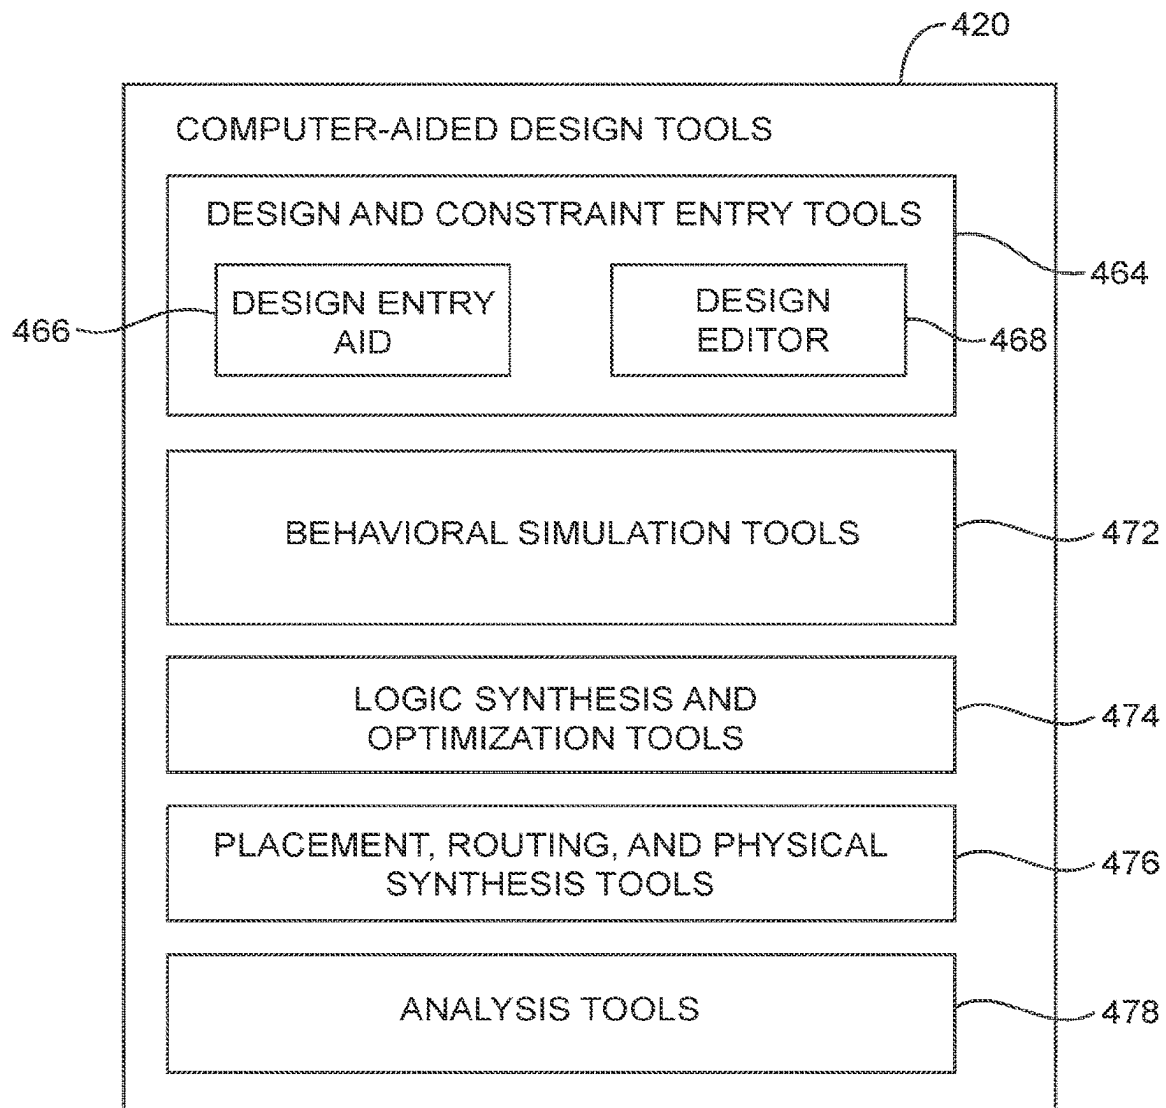 420
COMPUTER-AIDED DESIGN TOOLS
DESIGN AND CONSTRAINT ENTRY TOOLS
464
466
DESIGN ENTRY
AID
DESIGN
EDITOR
468
BEHAVIORAL SIMULATION TOOLS
472
LOGIC SYNTHESIS AND
OPTIMIZATION TOOLS
474
PLACEMENT, ROUTING, AND PHYSICAL
SYNTHESIS TOOLS
476
ANALYSIS TOOLS
478